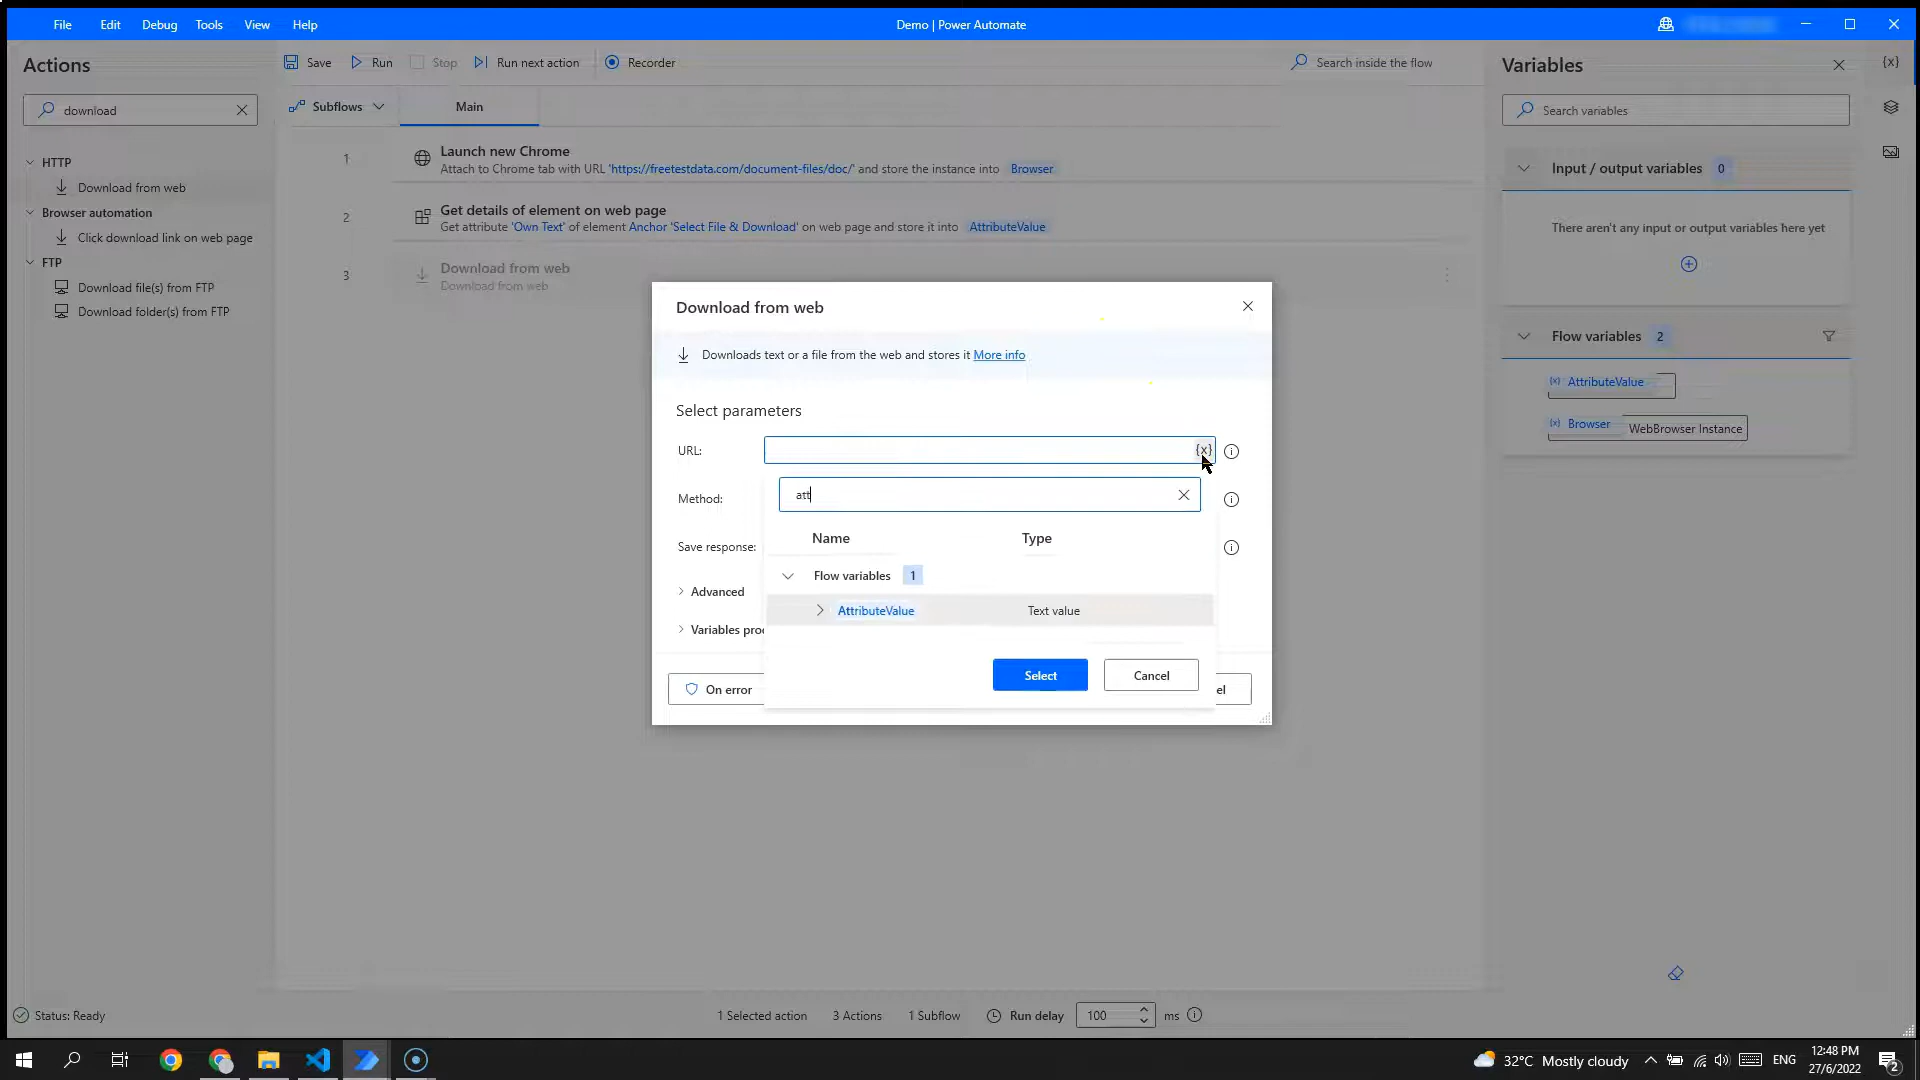 File Edit Debug Tools View Help
Demo | Power Automate
Actions
Save Run Stop Run next action Recorder
Search inside the flow
Variables
{x}
download
Subflows Main
Search variables
HTTP
Download from web
Browser automation
Click download link on web page
FTP
Download file(s) from FTP
Download folder(s) from FTP
1 Launch new Chrome
Attach to Chrome tab with URL 'https://freetestdata.com/document-files/doc/' and store the instance into Browser
2 Get details of element on web page
Get attribute 'Own Text' of element Anchor 'Select File & Download' on web page and store it into AttributeValue
3 Download from web
Download from web
Input / output variables 0
There aren't any input or output variables here yet
Flow variables 2
(x) AttributeValue
(x) Browser WebBrowser Instance
Download from web
Downloads text or a file from the web and stores it More info
Select parameters
URL: {x}
Method:
att
Name Type
Save response:
Flow variables 1
Advanced
AttributeValue Text value
Variables pro
Select Cancel
On error
el
Status: Ready
1 Selected action 3 Actions 1 Subflow Run delay 100 ms
32°C Mostly cloudy ENG
12:48 PM
27/6/2022
2